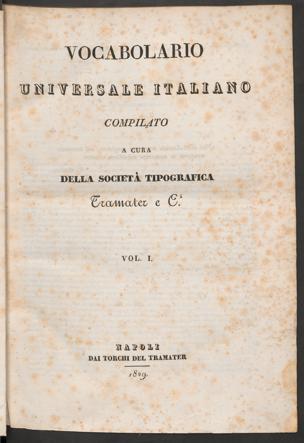 VOCABOLARIO
UNIVERSALE ITALIANO
COMPILATO
A CURA
DELLA SOCIETÀ TIPOGRAFICA
Tramater e C.i
VOL. I.
NAPOLI
DAI TORCHI DEL TRAMATER
1829.